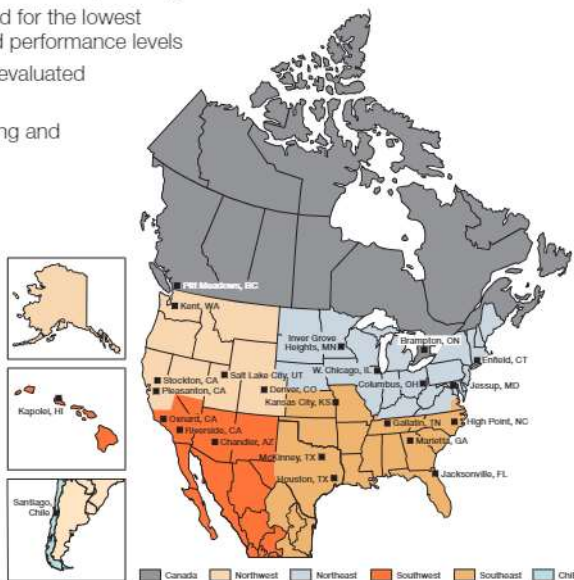 d for the lowest
d performance levels
evaluated
ng and
Pitt Meadows, BC
Kent, WA
Inver Grove
Heights, MN
Brampton, ON
Enfield, CT
W. Chicago, IL
Salt Lake City, UT
Stockton, CA
Pleasanton, CA
Denver, CO
Columbus, OH
Jessup, MD
Kansas City, KS
Kapolei, HI
Oxnard, CA
Riverside, CA
Chandler, AZ
Gallatin, TN
High Point, NC
Marietta, GA
McKinney, TX
Houston, TX
Jacksonville, FL
Santiago,
Chile
Canada
Northwest
Northeast
Southwest
Southeast